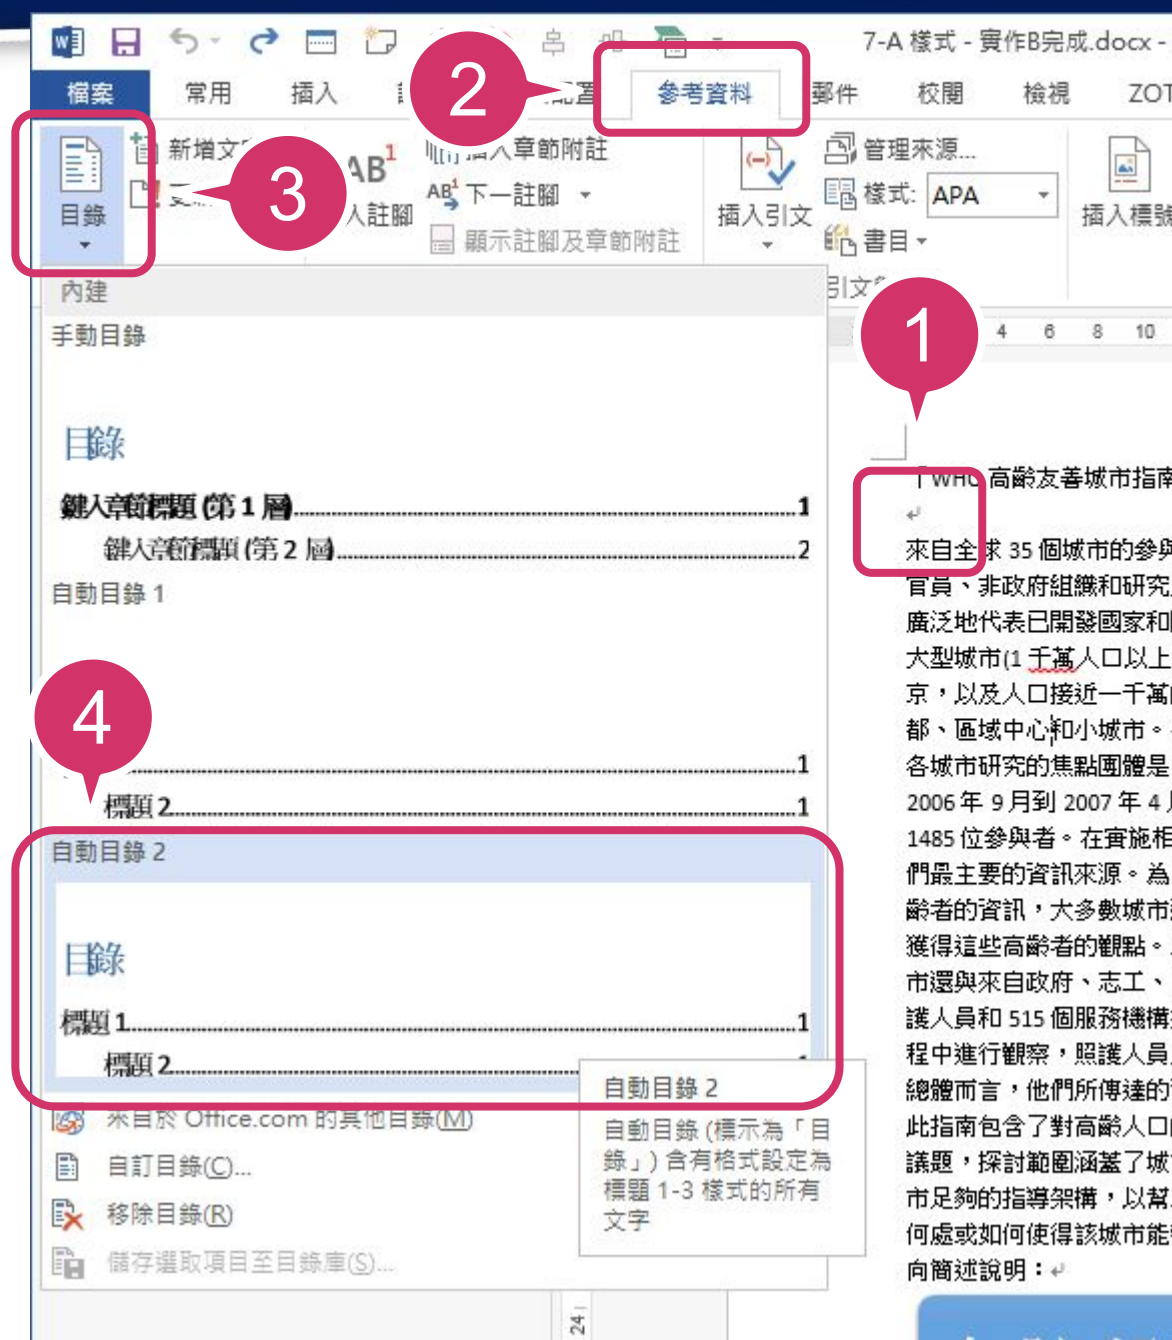 7-A 樣式 - 實作B完成.docx -
檔案 常用 插入 參考資料 郵件 校閱 檢視 ZOT
2
目錄
新增文
3
AB1
入註腳
插入章節附註
AB1 下一註腳
顯示註腳及章節附註
插入引文
管理來源...
樣式: APA
書目
插入標號
引文
內建
手動目錄
目錄
鍵入章節標題 (第 1 層) 1
鍵入章節標題 (第 2 層) 2
自動目錄 1
4
1
標題 2 1
自動目錄 2
目錄
標題 1 1
標題 2
來自於 Office.com 的其他目錄(M)
自訂目錄(C)...
移除目錄(R)
儲存選取項目至目錄庫(S)...
自動目錄 2
自動目錄 (標示為「目
錄」) 含有格式設定為
標題 1-3 樣式的所有
文字
1
4 6 8 10
「WHO 高齡友善城市指南
來自全球 35 個城市的參與
官員、非政府組織和研究
廣泛地代表已開發國家和
大型城市(1 千萬人口以上
京，以及人口接近一千萬
都、區域中心和小城市。
各城市研究的焦點團體是
2006 年 9 月到 2007 年 4 月
1485 位參與者。在實施相
們最主要的資訊來源。為
齡者的資訊，大多數城市
獲得這些高齡者的觀點。
市還與來自政府、志工、
護人員和 515 個服務機構
程中進行觀察，照護人員
總體而言，他們所傳達的
此指南包含了對高齡人口
議題，探討範圍涵蓋了城
市足夠的指導架構，以幫
何處或如何使得該城市能
向簡述說明：
24